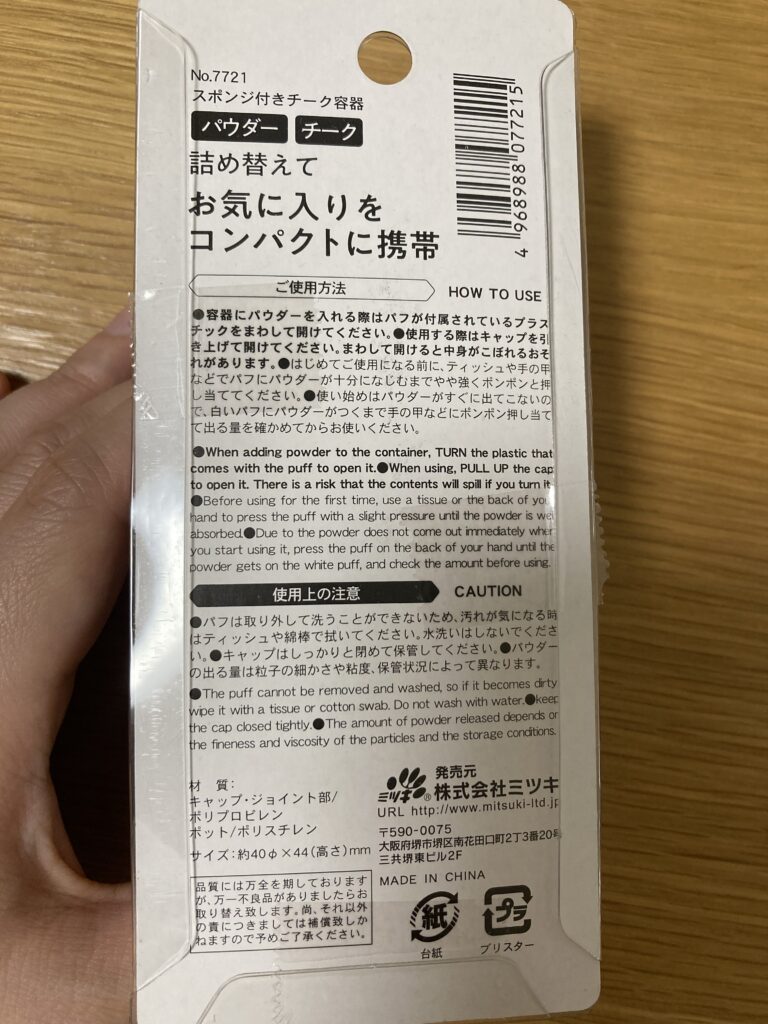 No.7721
スポンジ付きチーク容器
パウダー チーク
詰め替えて
お気に入りを
コンパクトに携帯
4 968988 077215
ご使用方法 HOW TO USE
●容器にパウダーを入れる際はパフが付属されているプラス
チックをまわして開けてください。●使用する際はキャップを引
き上げて開けてください。まわして開けると中身がこぼれるおそ
れがあります。●はじめてご使用になる前に、ティッシュや手の甲
などでパフにパウダーが十分になじむまでやや強くポンポンと押
し当ててください。●使い始めはパウダーがすぐに出てこないの
で、白いパフにパウダーがつくまで手の甲などにポンポン押し当て
て出る量を確かめてからお使いください。
●When adding powder to the container, TURN the plastic that
comes with the puff to open it.●When using, PULL UP the cap
to open it. There is a risk that the contents will spill if you turn it
●Before using for the first time, use a tissue or the back of you
hand to press the puff with a slight pressure until the powder is we
absorbed.●Due to the powder does not come out immediately when
you start using it, press the puff on the back of your hand until the
powder gets on the white puff, and check the amount before using.
使用上の注意 CAUTION
●パフは取り外して洗うことができないため、汚れが気になる時
はティッシュや綿棒で拭いてください。水洗いはしないでくださ
い。●キャップはしっかりと閉めて保管してください。●パウダー
の出る量は粒子の細かさや粘度、保管状況によって異なります。
●The puff cannot be removed and washed, so if it becomes dirty
wipe it with a tissue or cotton swab. Do not wash with water.●keep
the cap closed tightly.●The amount of powder released depends on
the fineness and viscosity of the particles and the storage conditions.
材 質:
キャップ・ジョイント部/
ポリプロピレン
ポット/ポリスチレン
サイズ:約40φ×44(高さ)mm
品質には万全を期しております
が、万一不良品がありましたらお
取り替え致します。尚、それ以外
の責につきましては補償致しか
ねますので予めご了承ください。
ミツキ® 発売元
株式会社ミツキ
URL http://www.mitsuki-ltd.jp
〒590-0075
大阪府堺市堺区南花田口町2丁3番20号
三共堺東ビル2F
MADE IN CHINA
紙 プラ
台紙 ブリスター